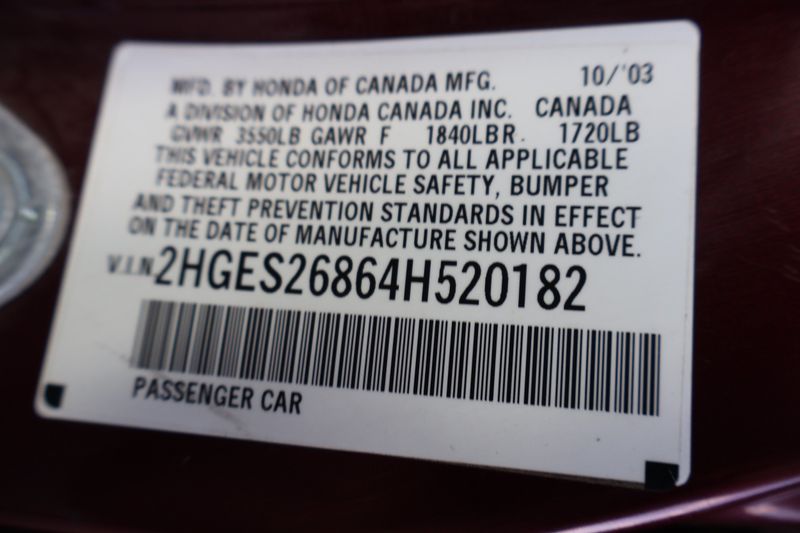 MFD. BY HONDA OF CANADA MFG. 10/'03
A DIVISION OF HONDA CANADA INC. CANADA
GVWR 3550LB GAWR F 1840LBR. 1720LB
THIS VEHICLE CONFORMS TO ALL APPLICABLE
FEDERAL MOTOR VEHICLE SAFETY, BUMPER
AND THEFT PREVENTION STANDARDS IN EFFECT
ON THE DATE OF MANUFACTURE SHOWN ABOVE.
V.I.N. 2HGES26864H520182
PASSENGER CAR